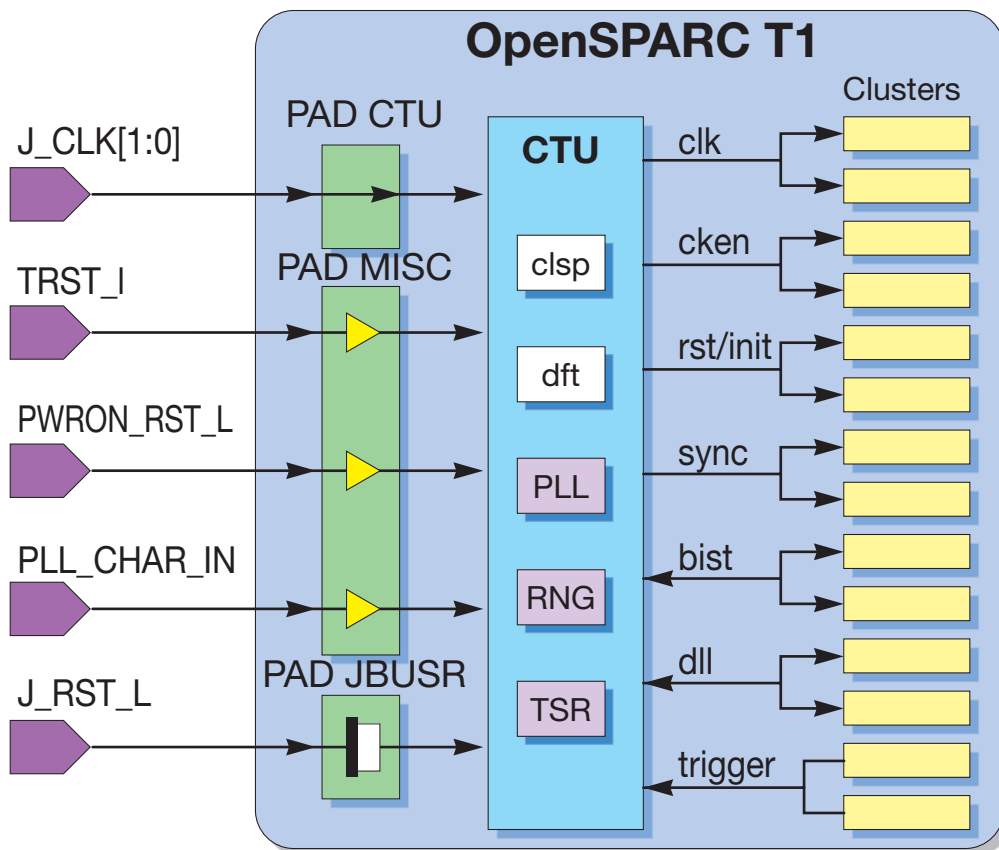 OpenSPARC T1
Clusters
PAD CTU
J_CLK[1:0]
CTU
clk
cken
PAD MISC
clsp
TRST_I
rst/init
dft
PWRON_RST_L
sync
PLL
PLL_CHAR_IN
bist
RNG
PAD JBUSR
dll
J_RST_L
TSR
trigger